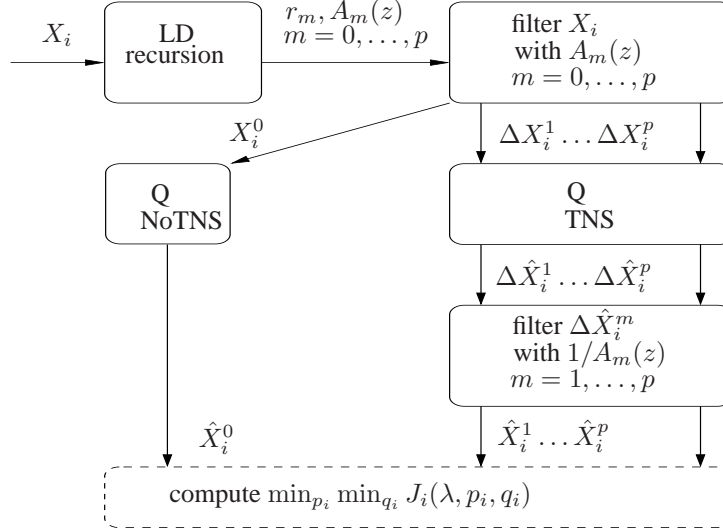 X_i
LD
recursion
r_m, A_m(z)
m = 0, . . . , p
filter X_i
with A_m(z)
m = 0, . . . , p
X_i^0
ΔX_i^1 . . . ΔX_i^p
Q
NoTNS
Q
TNS
ΔX̂_i^1 . . . ΔX̂_i^p
filter ΔX̂_i^m
with 1/A_m(z)
m = 1, . . . , p
X̂_i^0
X̂_i^1 . . . X̂_i^p
compute min_{p_i} min_{q_i} J_i(λ, p_i, q_i)